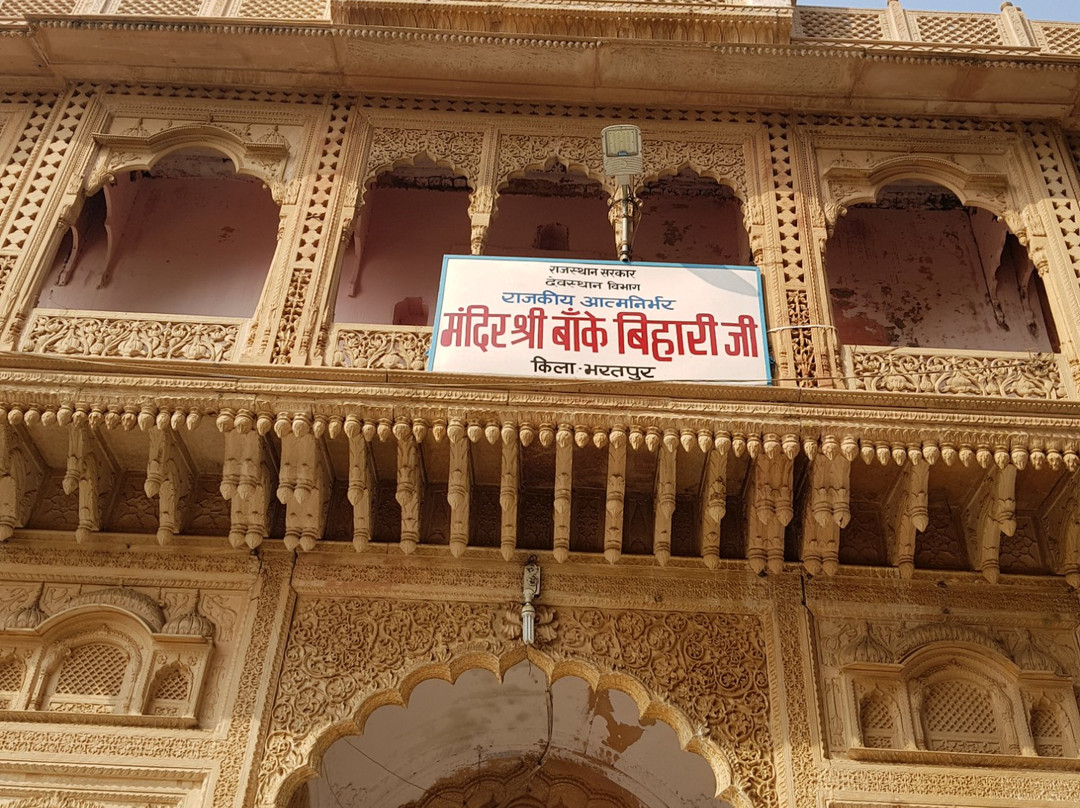 राजस्थान सरकार
देवस्थान विभाग
राजकीय आत्मनिर्भर
मंदिर श्री बाँके बिहारी जी
किला-भरतपुर